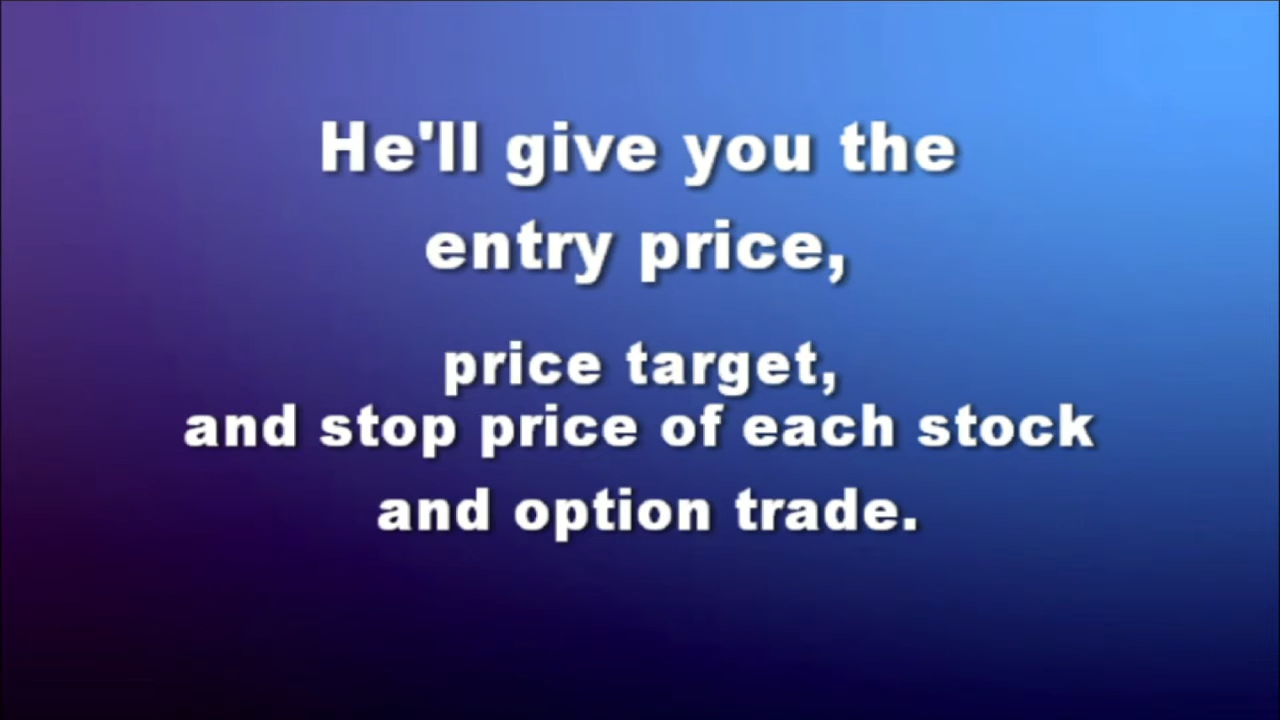 He'll give you the
entry price,
price target,
and stop price of each stock
and option trade.